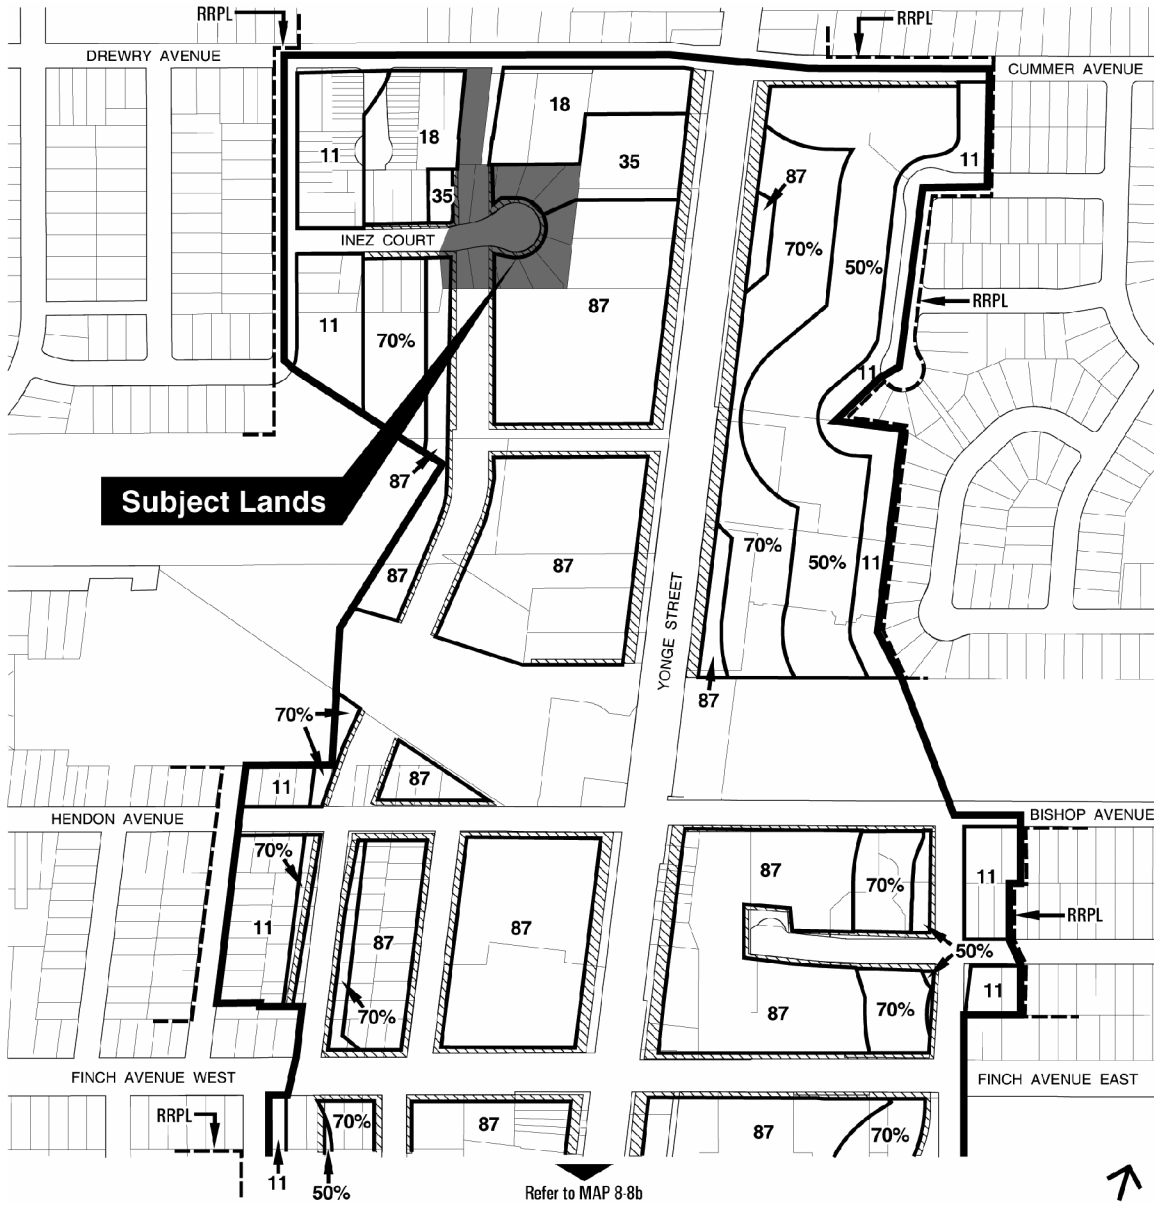 RRPL
RRPL
DREWRY AVENUE
CUMMER AVENUE
18
18
11
35
11
35
87
INEZ COURT
70%
50%
RRPL
87
11
70%
11
87
Subject Lands
87
70%
50%
11
87
YONGE STREET
87
70%
11
87
HENDON AVENUE
BISHOP AVENUE
70%
87
70%
11
RRPL
11
87
87
50%
11
87
70%
70%
FINCH AVENUE WEST
FINCH AVENUE EAST
RRPL
70%
87
87
70%
11
50%
Refer to MAP 8-8b